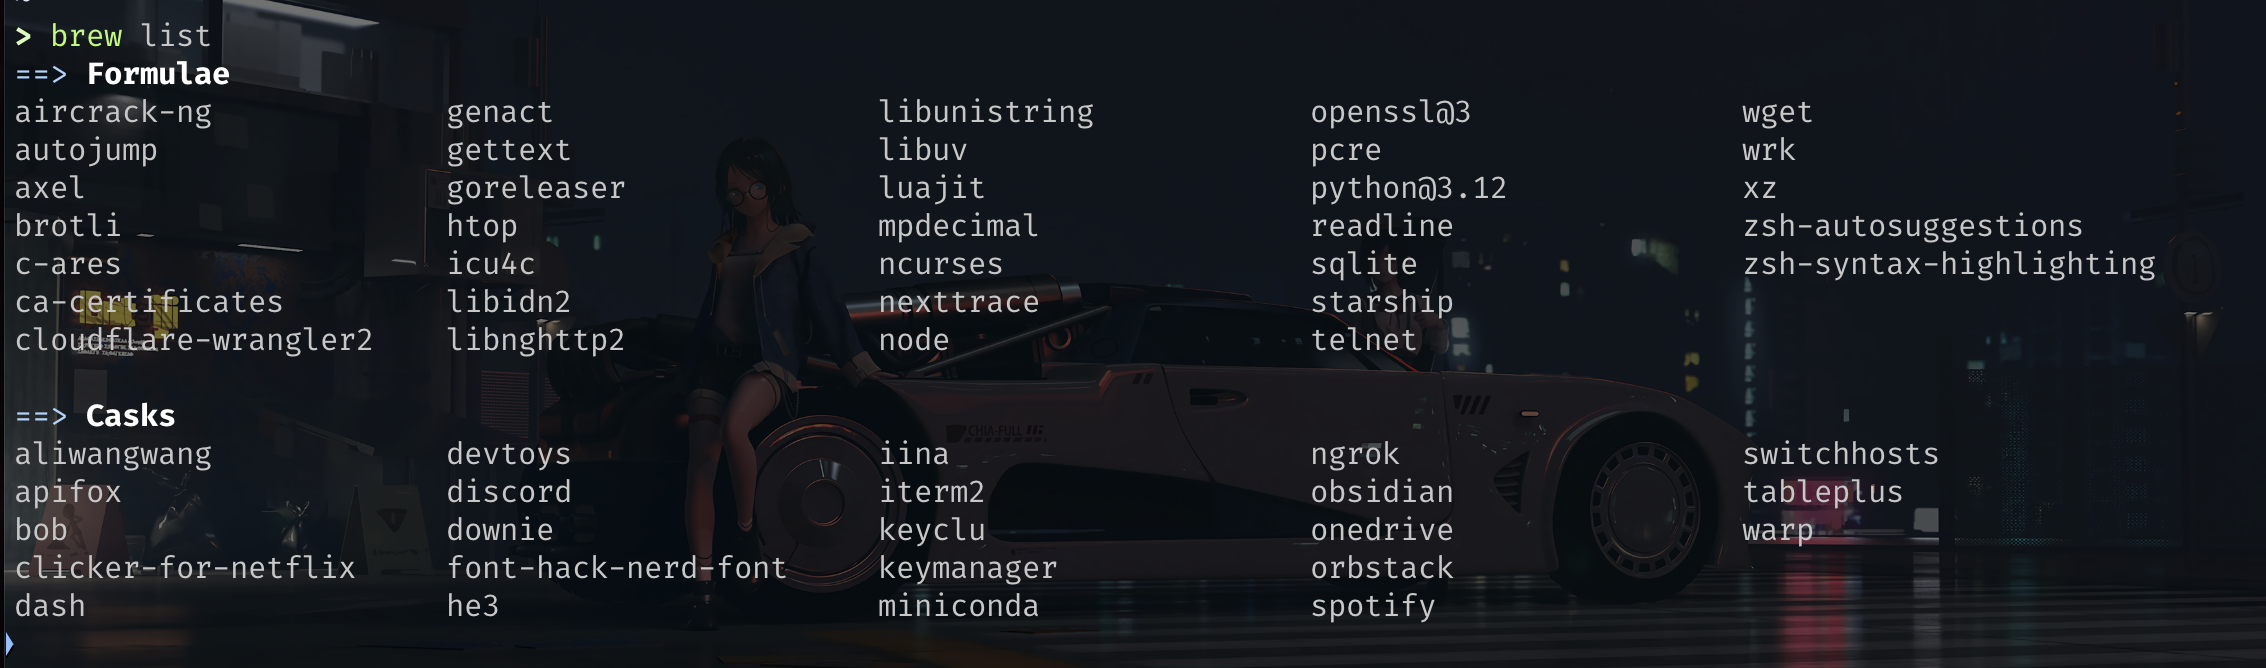 > brew list
==> Formulae
aircrack-ng genact libunistring openssl@3 wget
autojump gettext libuv pcre wrk
axel goreleaser luajit python@3.12 xz
brotli htop mpdecimal readline zsh-autosuggestions
c-ares icu4c ncurses sqlite zsh-syntax-highlighting
ca-certificates libidn2 nexttrace starship
cloudflare-wrangler2 libnghttp2 node telnet
==> Casks
CHIA-FULL
aliwangwang devtoys iina ngrok switchhosts
apifox discord iterm2 obsidian tableplus
bob downie keyclu onedrive warp
clicker-for-netflix font-hack-nerd-font keymanager orbstack
dash he3 miniconda spotify